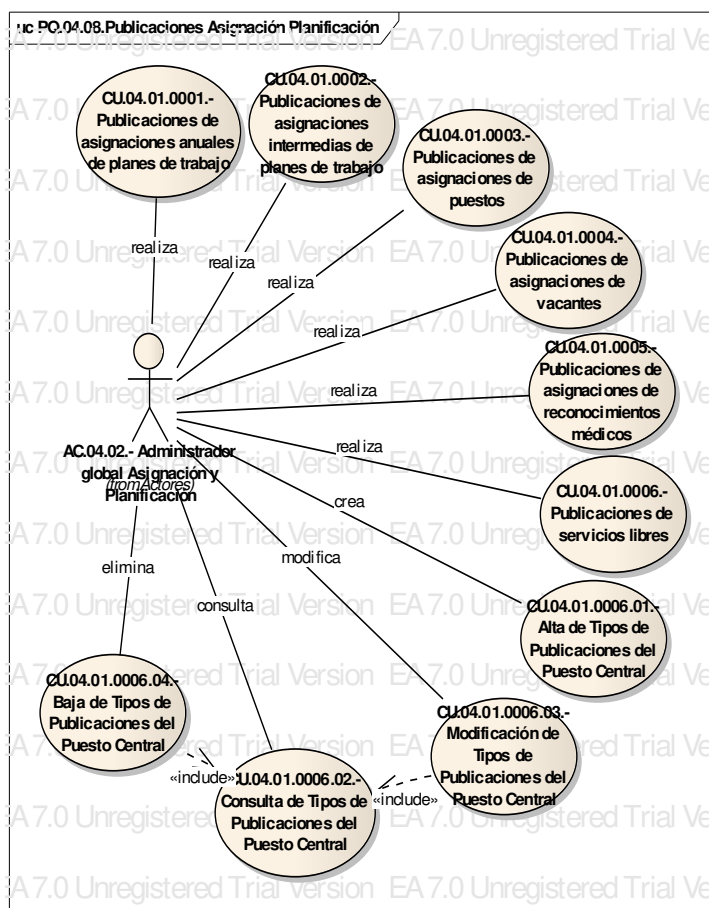 uc PO.04.08.Publicaciones Asignación Planificación
CU.04.01.0001.-
Publicaciones de
asignaciones anuales
de planes de trabajo
CU.04.01.0002.-
Publicaciones de
asignaciones
intermedias de
planes de trabajo
CU.04.01.0003.-
Publicaciones de
asignaciones de
puestos
CU.04.01.0004.-
Publicaciones de
asignaciones de
vacantes
CU.04.01.0005.-
Publicaciones de
asignaciones de
reconocimientos
médicos
CU.04.01.0006.-
Publicaciones de
servicios libres
CU.04.01.0006.01.-
Alta de Tipos de
Publicaciones del
Puesto Central
CU.04.01.0006.03.-
Modificación de
Tipos de
Publicaciones del
Puesto Central
CU.04.01.0006.02.-
Consulta de Tipos de
Publicaciones del
Puesto Central
CU.04.01.0006.04.-
Baja de Tipos de
Publicaciones del
Puesto Central
AC.04.02.- Administrador
global Asignación y
Planificación
(from Actores)
realiza
realiza
realiza
realiza
realiza
realiza
crea
modifica
consulta
elimina
«include»
«include»
EA 7.0 Unregistered Trial Version